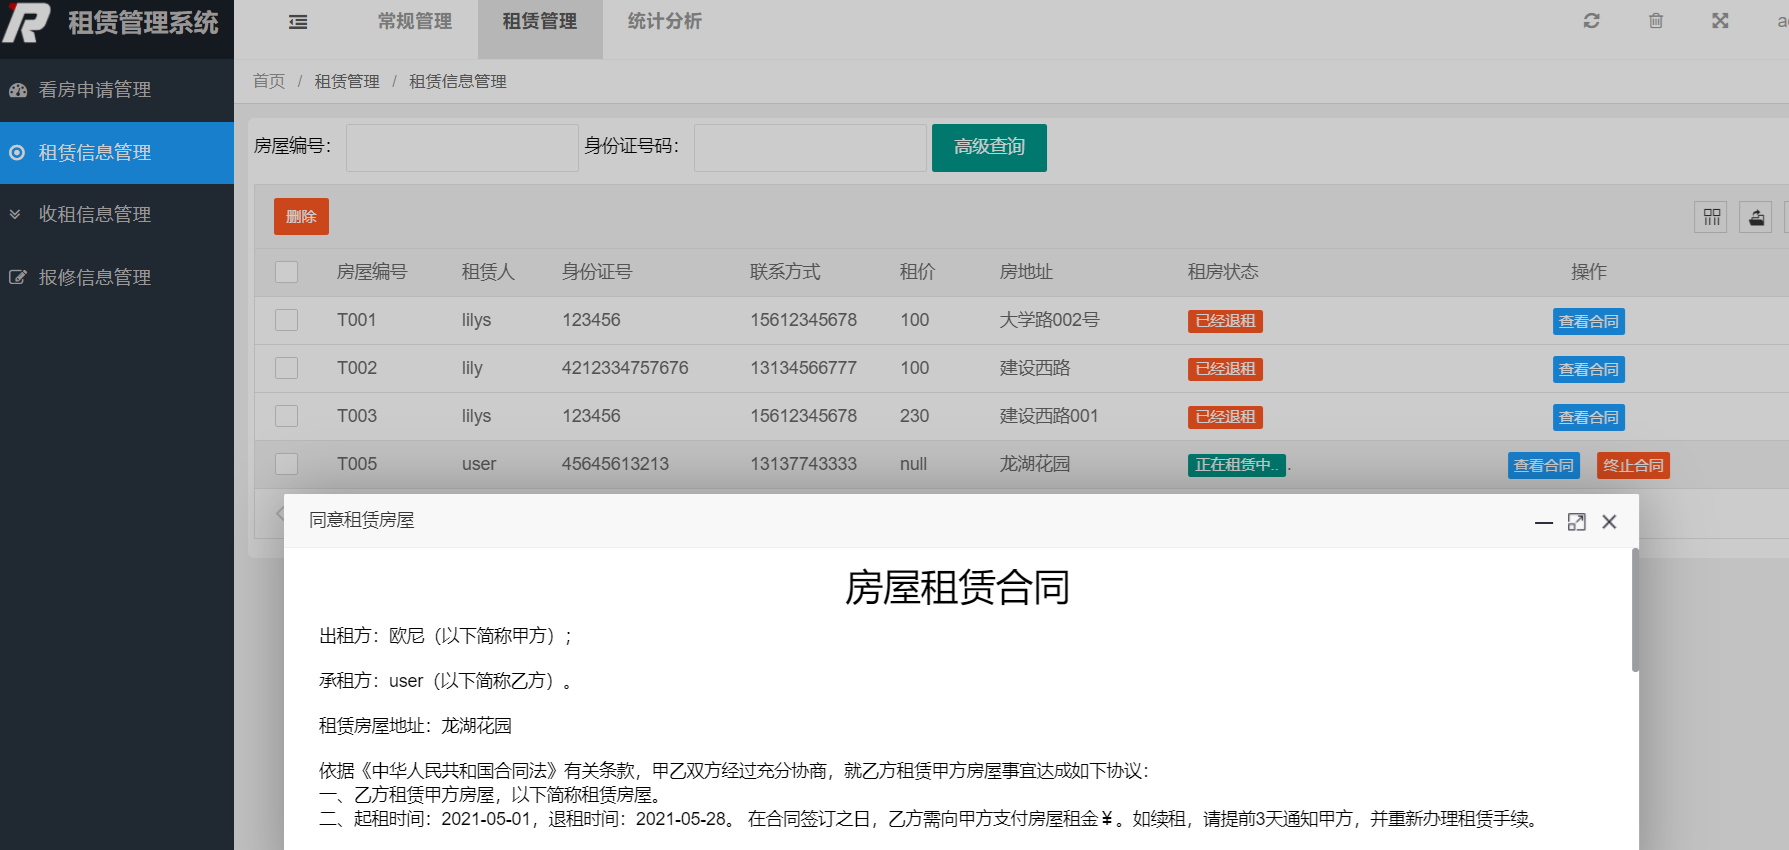 R 租赁管理系统
常规管理 租赁管理 统计分析
首页 / 租赁管理 / 租赁信息管理
看房申请管理
租赁信息管理
收租信息管理
报修信息管理
房屋编号： 身份证号码： 高级查询
删除
房屋编号 租赁人 身份证号 联系方式 租价 房地址 租房状态 操作
T001 lilys 123456 15612345678 100 大学路002号 已经退租 查看合同
T002 lily 4212334757676 13134566777 100 建设西路 已经退租 查看合同
T003 lilys 123456 15612345678 230 建设西路001 已经退租 查看合同
T005 user 45645613213 13137743333 null 龙湖花园 正在租赁中... 查看合同 终止合同
同意租赁房屋
房屋租赁合同
出租方：欧尼（以下简称甲方）；
承租方：user（以下简称乙方）。
租赁房屋地址：龙湖花园
依据《中华人民共和国合同法》有关条款，甲乙双方经过充分协商，就乙方租赁甲方房屋事宜达成如下协议：
一、乙方租赁甲方房屋，以下简称租赁房屋。
二、起租时间：2021-05-01，退租时间：2021-05-28。 在合同签订之日，乙方需向甲方支付房屋租金￥。如续租，请提前3天通知甲方，并重新办理租赁手续。